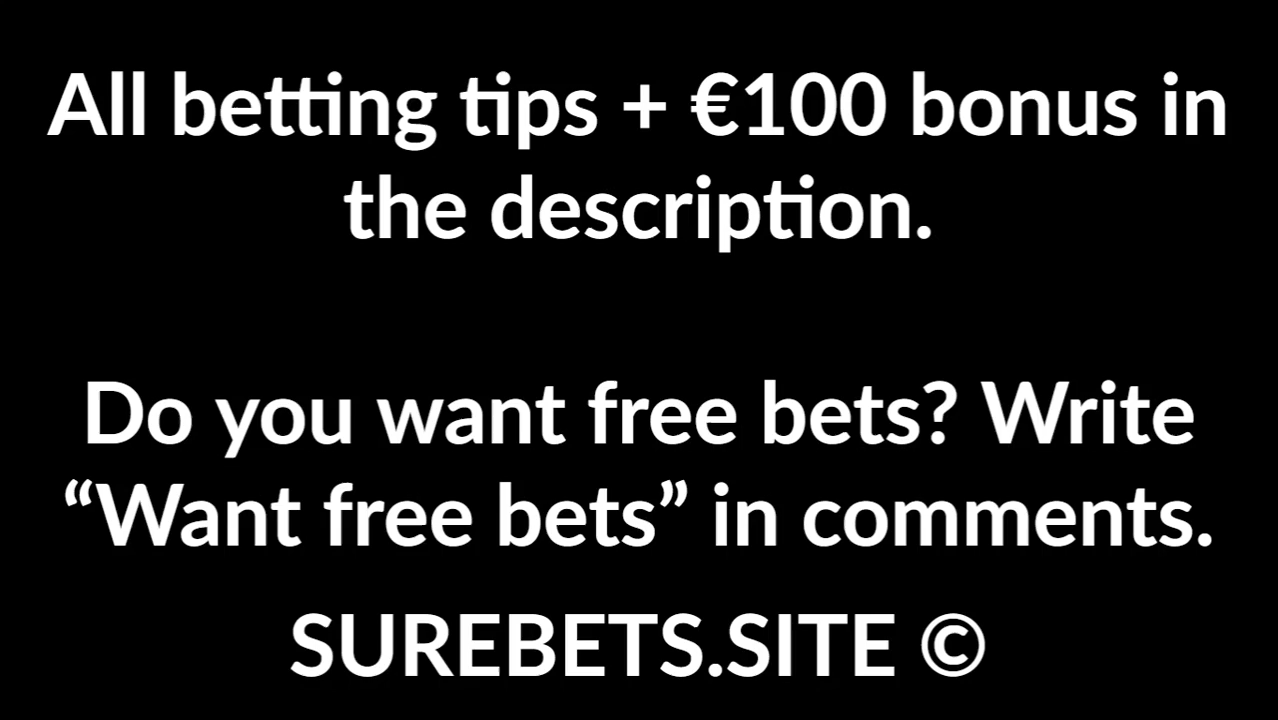 All betting tips + €100 bonus in
the description.
Do you want free bets? Write
“Want free bets” in comments.
SUREBETS.SITE ©